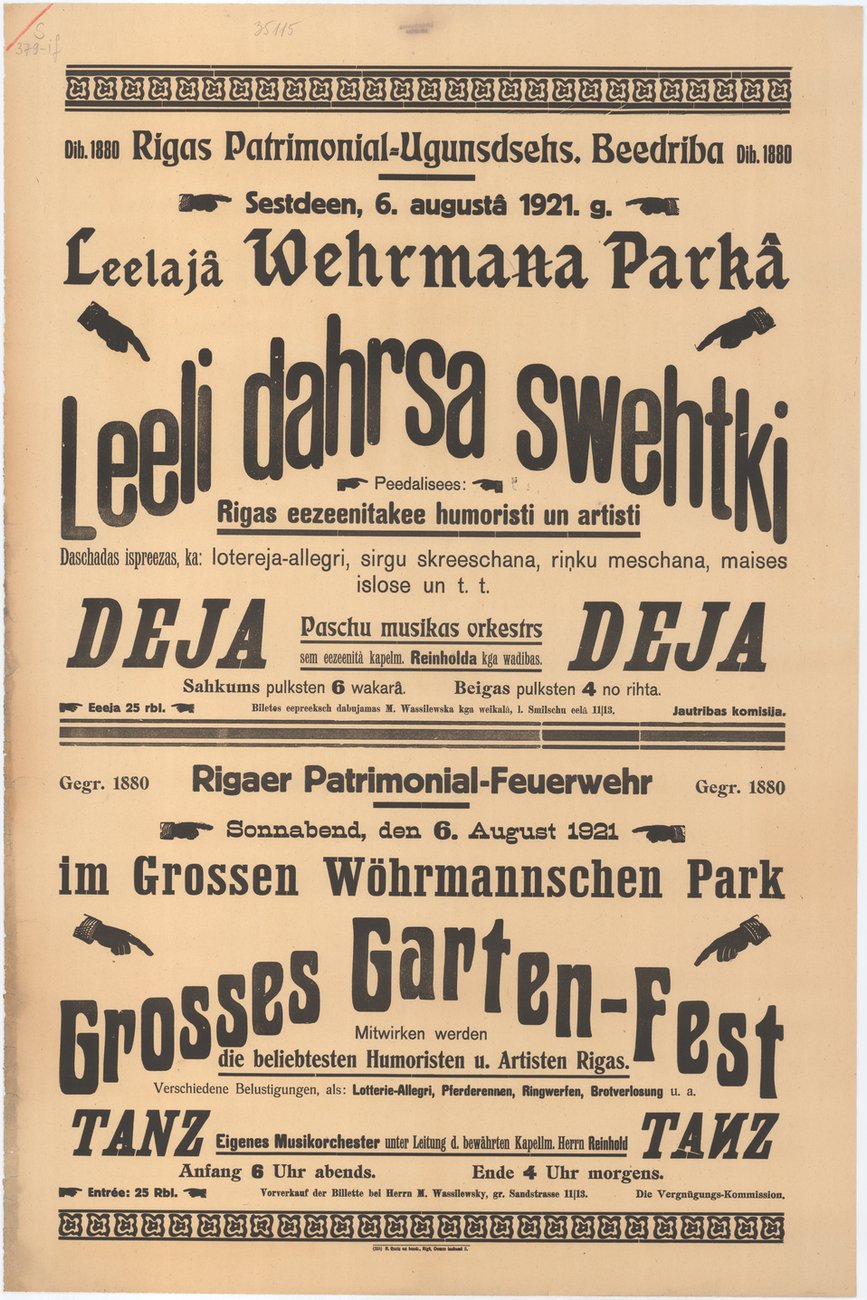 S
379-if
35115
Dib. 1880 Rigas Patrimonial-Ugunsdsehs. Beedriba Dib. 1880
Sestdeen, 6. augustâ 1921. g.
Leelajâ Wehrmana Parkâ
Leeli dahrsa swehtki
Peedalisees:
Rigas eezeenitakee humoristi un artisti
Daschadas ispreezas, ka: lotereja-allegri, sirgu skreeschana, riņku meschana, maises
islose un t. t.
DEJA Paschu musikas orkestrs DEJA
sem eezeenitâ kapelm. Reinholda kga wadibas.
Sahkums pulksten 6 wakarâ. Beigas pulksten 4 no rihta.
Eeeja 25 rbl. Biletes eepreeksch dabujamas M. Wassilewska kga weikalâ, l. Smilschu eelâ 11|13. Jautribas komisija.
Gegr. 1880 Rigaer Patrimonial-Feuerwehr Gegr. 1880
Sonnabend, den 6. August 1921
im Grossen Wöhrmannschen Park
Grosses Garten-Fest
Mitwirken werden
die beliebtesten Humoristen u. Artisten Rigas.
Verschiedene Belustigungen, als: Lotterie-Allegri, Pferderennen, Ringwerfen, Brotverlosung u. a.
TANZ Eigenes Musikorchester unter Leitung d. bewährten Kapellm. Herrn Reinhold TANZ
Anfang 6 Uhr abends. Ende 4 Uhr morgens.
Entrée: 25 Rbl. Vorverkauf der Billette bei Herrn M. Wassilewsky, gr. Sandstrasse 11|13. Die Vergnügungs-Kommission.